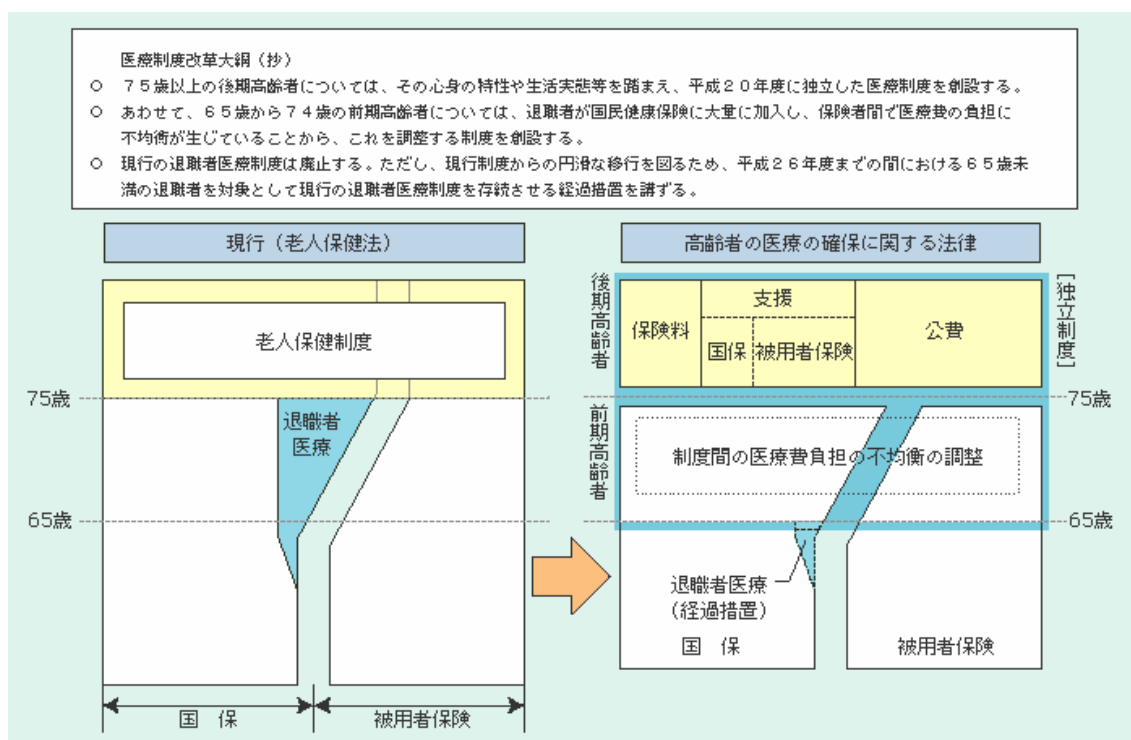 医療制度改革大綱（抄）
○　７５歳以上の後期高齢者については、その心身の特性や生活実態等を踏まえ、平成２０年度に独立した医療制度を創設する。
○　あわせて、６５歳から７４歳の前期高齢者については、退職者が国民健康保険に大量に加入し、保険者間で医療費の負担に
不均衡が生じていることから、これを調整する制度を創設する。
○　現行の退職者医療制度は廃止する。ただし、現行制度からの円滑な移行を図るため、平成２６年度までの間における６５歳未
満の退職者を対象として現行の退職者医療制度を存続させる経過措置を講ずる。
現行（老人保健法）
老人保健制度
75歳
退職者
医療
65歳
国　保
被用者保険
高齢者の医療の確保に関する法律
後期高齢者
保険料
支援
国保
被用者保険
公費
［独立制度］
75歳
前期高齢者
制度間の医療費負担の不均衡の調整
65歳
退職者医療
（経過措置）
国　保
被用者保険